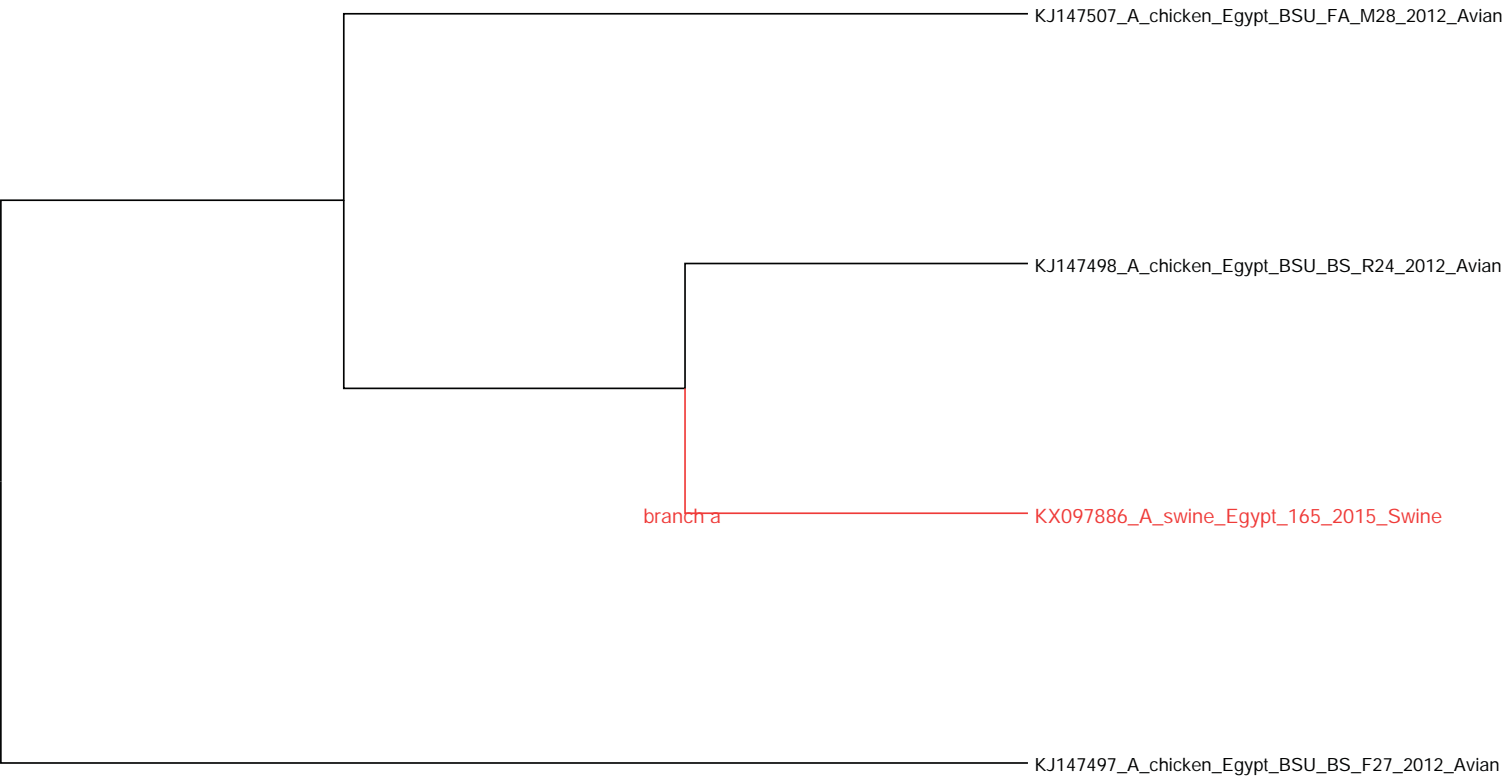 KJ147507_A_chicken_Egypt_BSU_FA_M28_2012_Avian
KJ147498_A_chicken_Egypt_BSU_BS_R24_2012_Avian
branch a
KX097886_A_swine_Egypt_165_2015_Swine
KJ147497_A_chicken_Egypt_BSU_BS_F27_2012_Avian